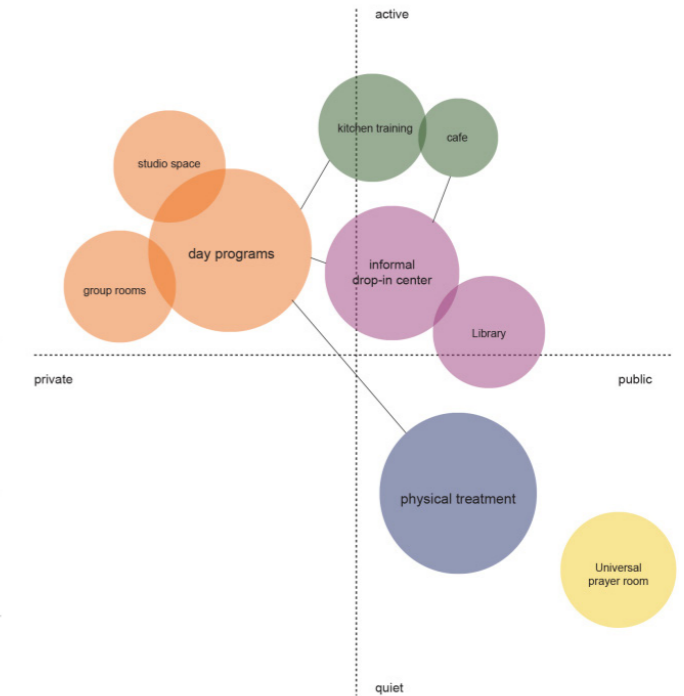 active
kitchen training
cafe
studio space
day programs
informal
drop-in center
group rooms
Library
private
public
physical treatment
Universal
prayer room
quiet